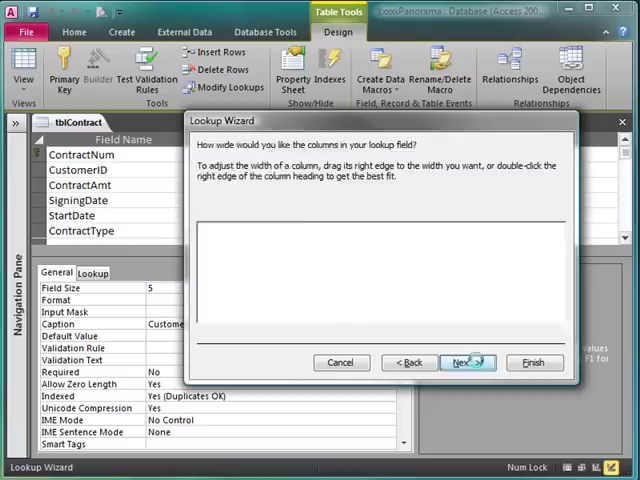 Table Tools
xxxxPanorama : Database (Access 200...
File
Home
Create
External Data
Database Tools
Design
View
Primary Key
Builder
Test Validation Rules
Insert Rows
Delete Rows
Modify Lookups
Property Sheet
Indexes
Create Data Macros
Rename/Delete Macro
Relationships
Object Dependencies
Views
Tools
Show/Hide
Field, Record & Table Events
Relationships
tblContract
Field Name
ContractNum
CustomerID
ContractAmt
SigningDate
StartDate
ContractType
Navigation Pane
General
Lookup
Field Size 5
Format
Input Mask
Caption Custome
Default Value
Validation Rule
Validation Text
Required No
Allow Zero Length Yes
Indexed Yes (Duplicates OK)
Unicode Compression Yes
IME Mode No Control
IME Sentence Mode None
Smart Tags
values
F1 for
Lookup Wizard
How wide would you like the columns in your lookup field?
To adjust the width of a column, drag its right edge to the width you want, or double-click the
right edge of the column heading to get the best fit.
Cancel
< Back
Next >
Finish
Lookup Wizard
Num Lock